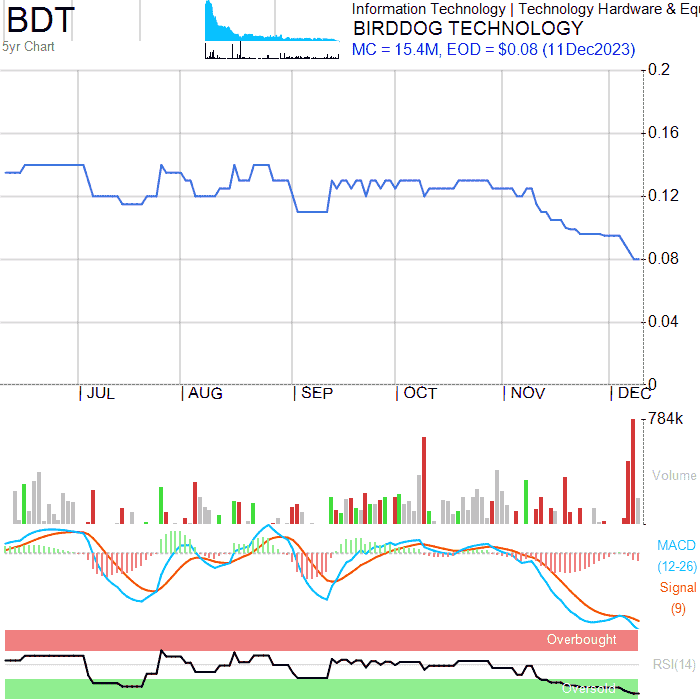 BDT
5yr Chart
Information Technology | Technology Hardware & Equ
BIRDDOG TECHNOLOGY
MC = 15.4M, EOD = $0.08 (11Dec2023)
0.2
0.16
0.12
0.08
0.04
0
JUL AUG SEP OCT NOV DEC
784k
Volume
MACD
(12-26)
Signal
(9)
Overbought
RSI(14)
Oversold